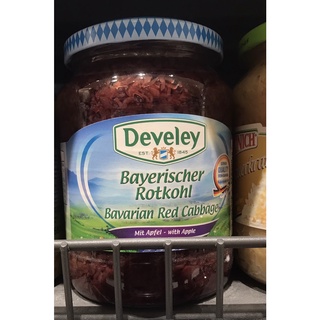 Develey
EST. 1845
Bayerischer
Rotkohl
Bavarian Red Cabbage
Mit Apfel - with Apple